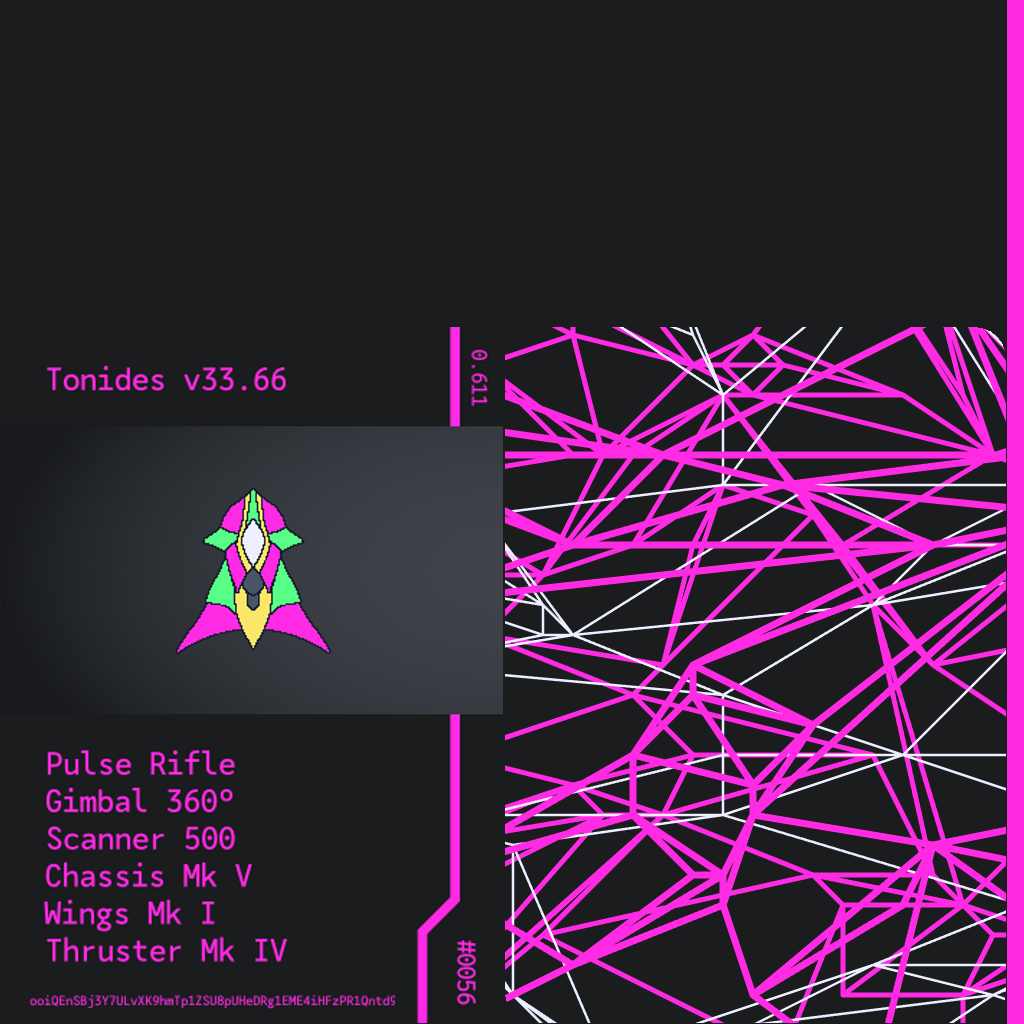 Tonides v33.66
0.611
Pulse Rifle
Gimbal 360°
Scanner 500
Chassis Mk V
Wings Mk I
Thruster Mk IV
#0056
ooiQEnSBj3Y7ULvXK9hmTp1ZSU8pUHeDRg1EME4iHFzPR1Qntd9